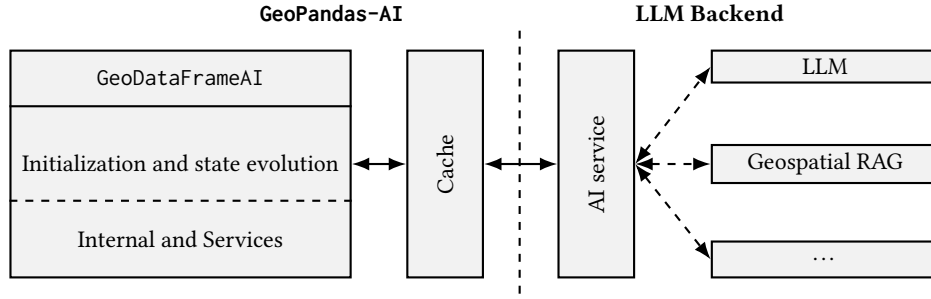 GeoPandas-AI
LLM Backend
GeoDataFrameAI
Initialization and state evolution
Internal and Services
Cache
AI service
LLM
Geospatial RAG
...